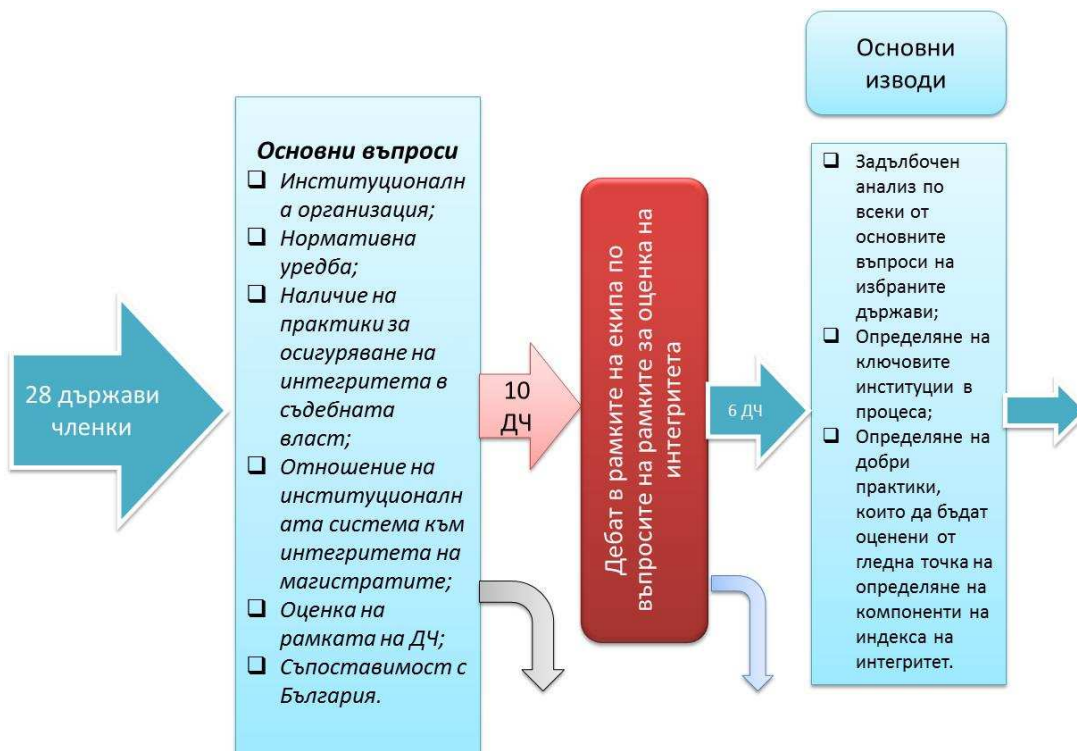 28 държави
членки
Основни въпроси
❑ Институционалн
а организация;
❑ Нормативна
уредба;
❑ Наличие на
практики за
осигуряване на
интегритета в
съдебната
власт;
❑ Отношение на
институционалн
ата система към
интегритета на
магистратите;
❑ Оценка на
рамката на ДЧ;
❑ Съпоставимост с
България.
10
ДЧ
Дебат в рамките на екипа по
въпросите на рамките за оценка на
интегритета
6 ДЧ
Основни
изводи
❑ Задълбочен
анализ по
всеки от
основните
въпроси на
избраните
държави;
❑ Определяне на
ключовите
институции в
процеса;
❑ Определяне на
добри
практики,
които да бъдат
оценени от
гледна точка на
определяне на
компоненти на
индекса на
интегритет.